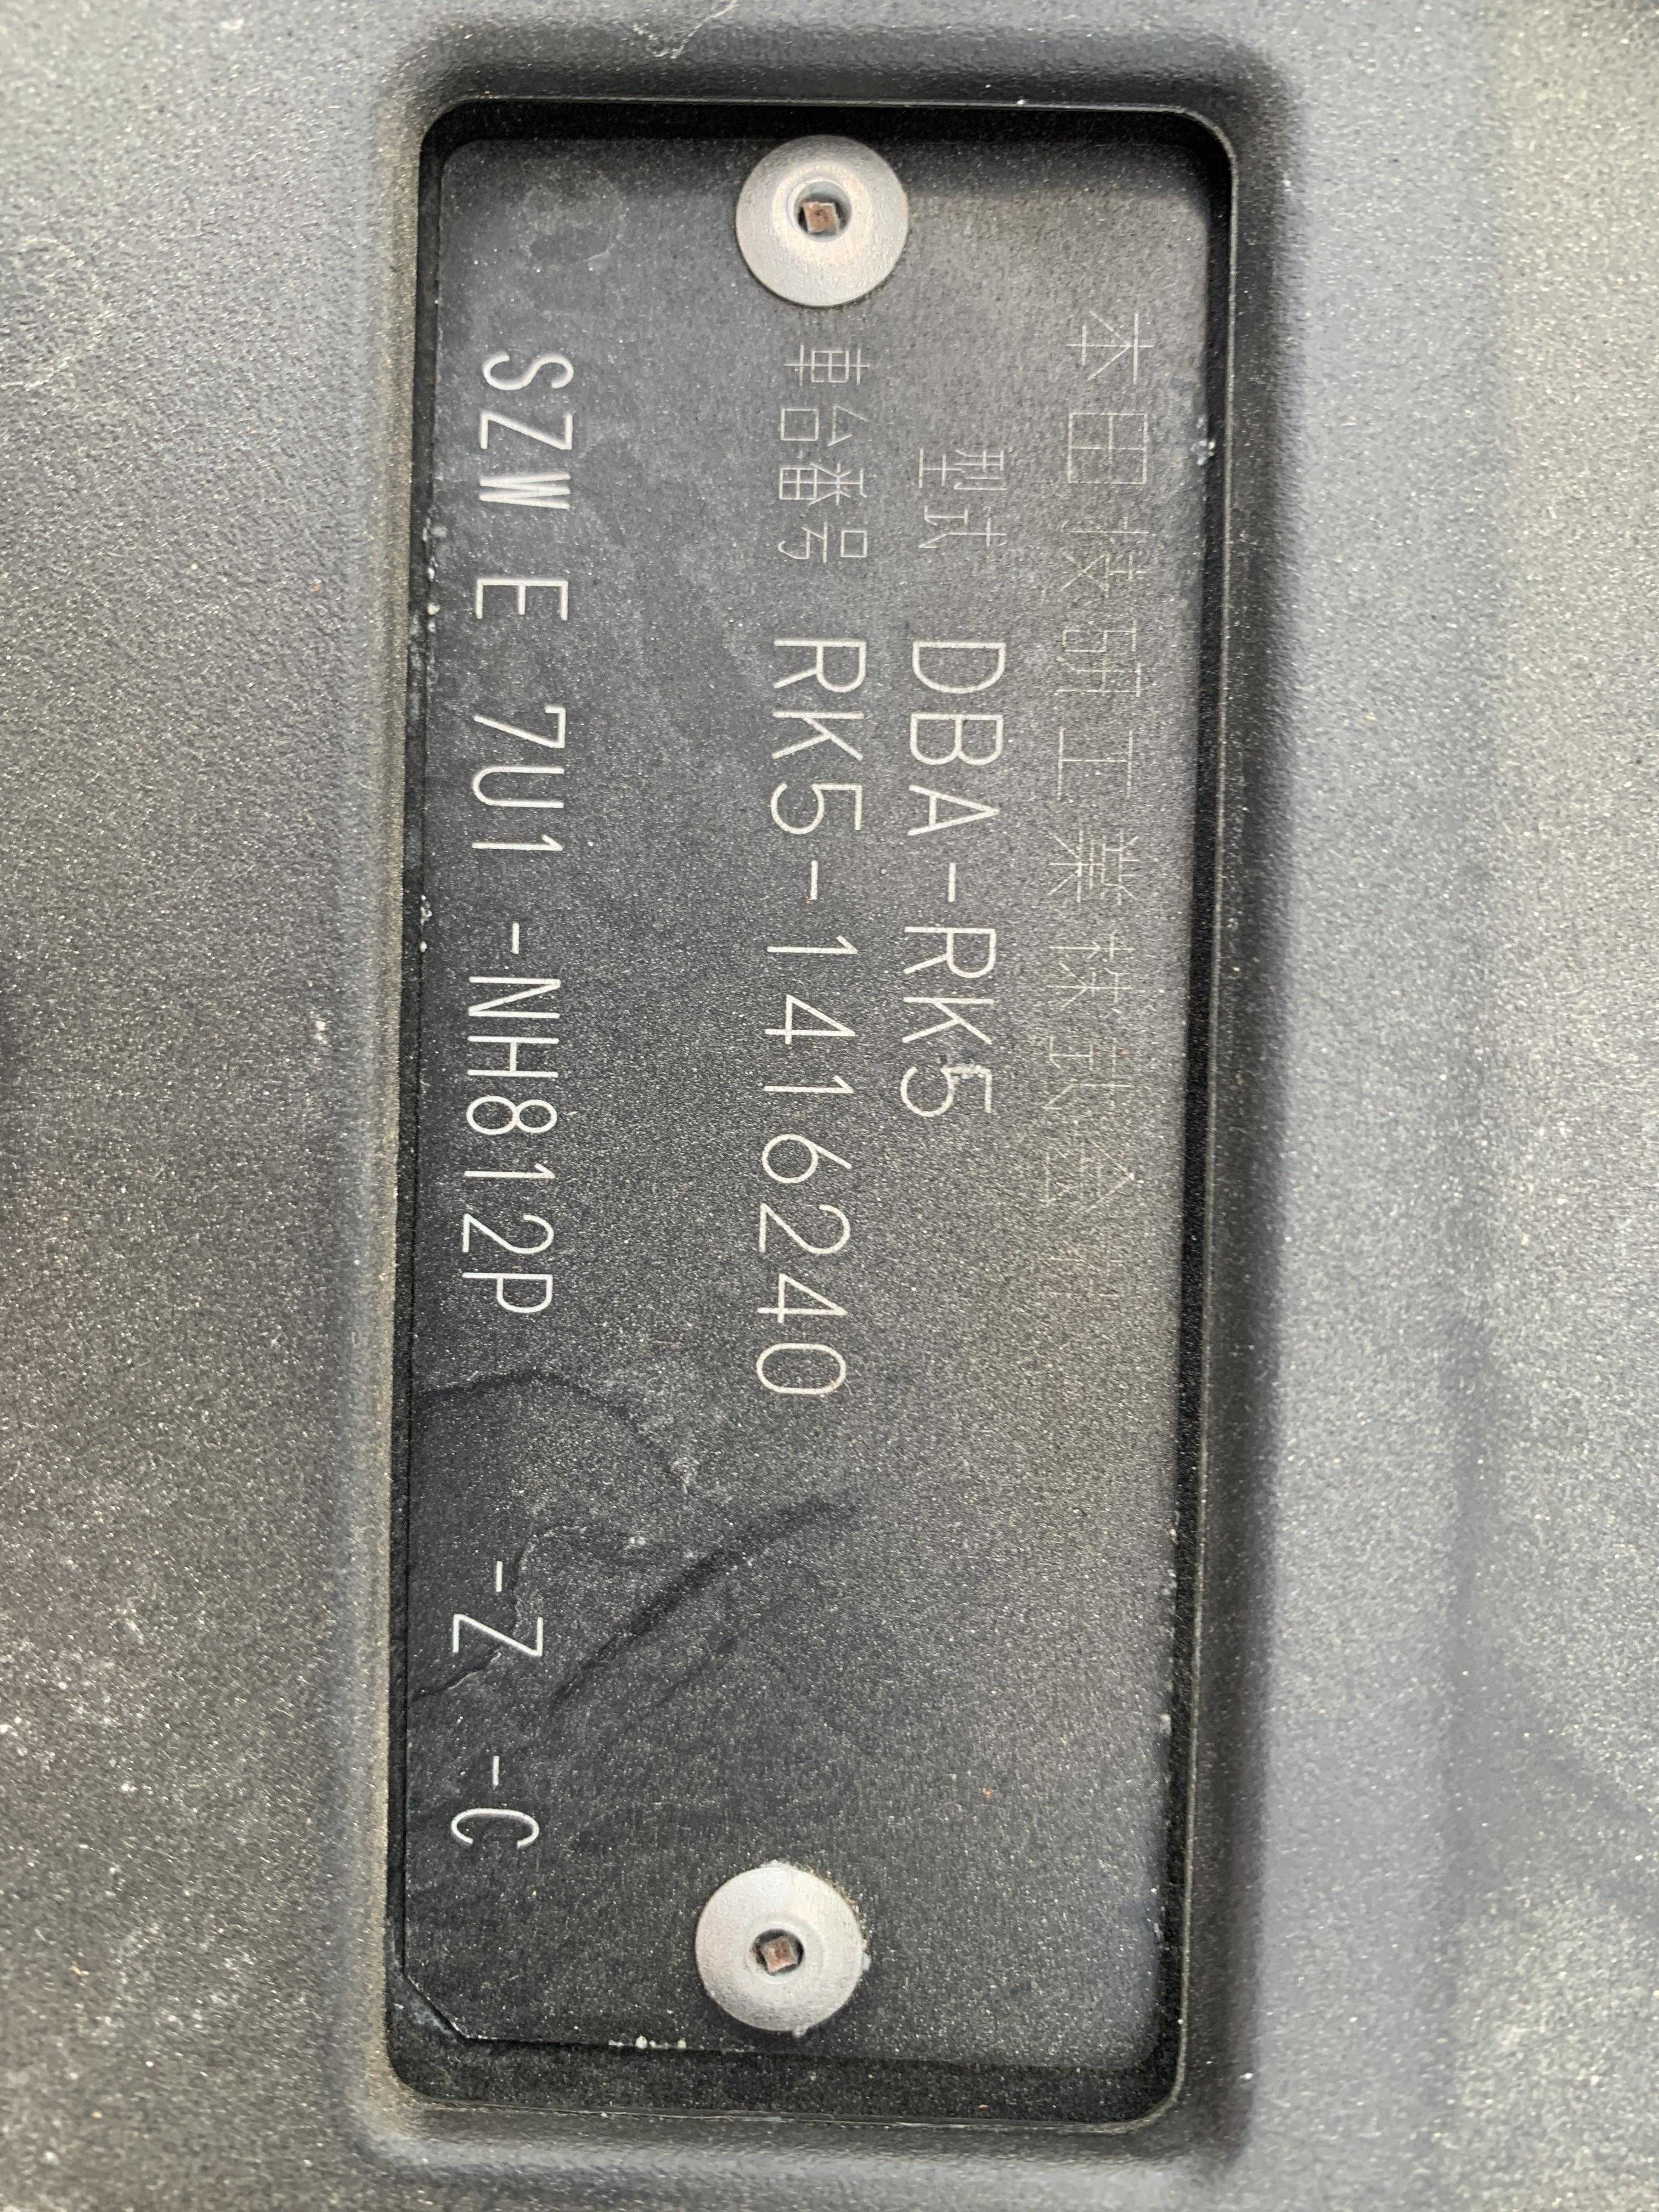 本田技研工業株式会社
型式 DBA-RK5
車台番号 RK5-1416240
SZW E 7U1 -NH812P -Z -C